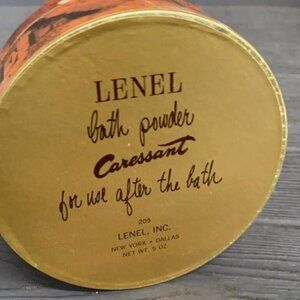 LENEL
bath powder
Caressant
for use after the bath
205
LENEL, INC.
NEW YORK • DALLAS
NET WT. 5 OZ.